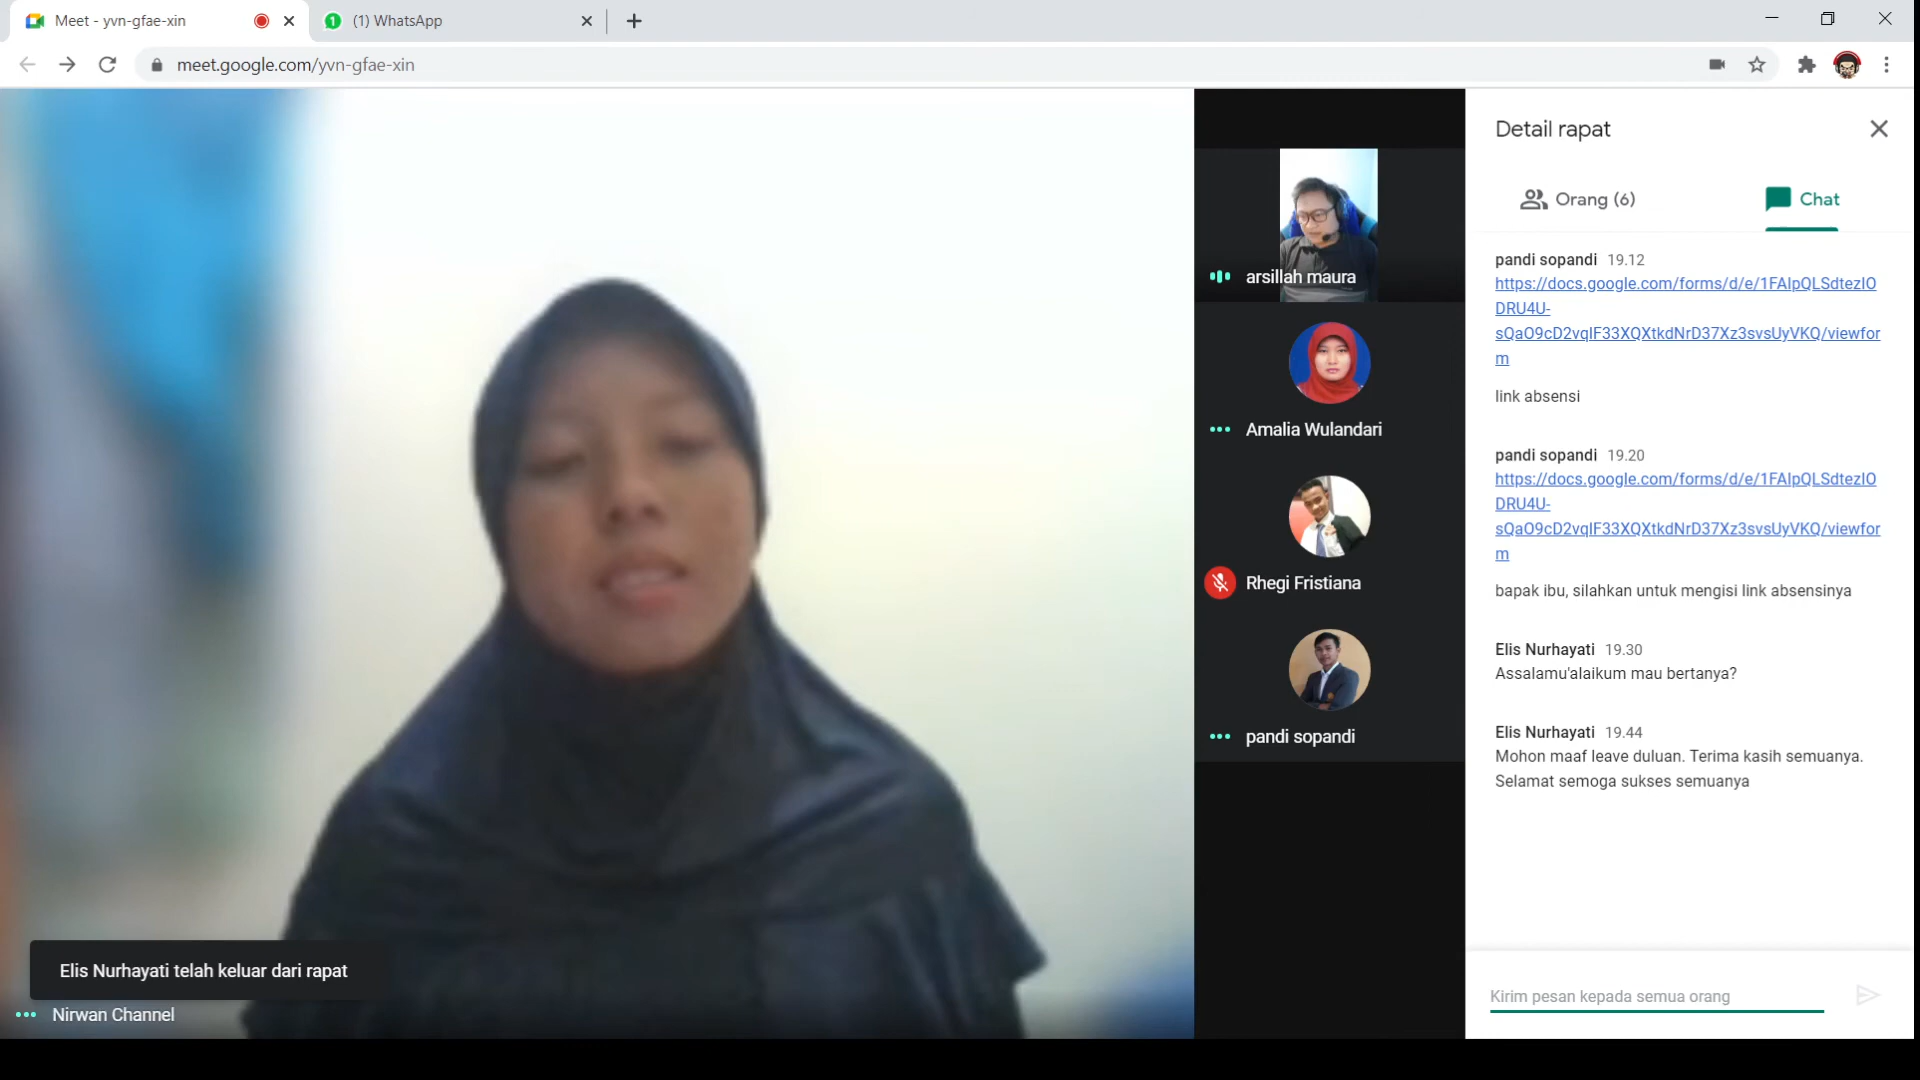 Meet - yvn-gfae-xin
1
(1) WhatsApp
meet.google.com/yvn-gfae-xin
Elis Nurhayati telah keluar dari rapat
Nirwan Channel
arsillah maura
Amalia Wulandari
Rhegi Fristiana
pandi sopandi
Detail rapat
Orang (6)
Chat
pandi sopandi 19.12
https://docs.google.com/forms/d/e/1FAIpQLSdtezIO
DRU4U-
sQaO9cD2vqIF33XQXtkdNrD37Xz3svsUyVKQ/viewfor
m
link absensi
pandi sopandi 19.20
https://docs.google.com/forms/d/e/1FAIpQLSdtezIO
DRU4U-
sQaO9cD2vqIF33XQXtkdNrD37Xz3svsUyVKQ/viewfor
m
bapak ibu, silahkan untuk mengisi link absensinya
Elis Nurhayati 19.30
Assalamu'alaikum mau bertanya?
Elis Nurhayati 19.44
Mohon maaf leave duluan. Terima kasih semuanya.
Selamat semoga sukses semuanya
Kirim pesan kepada semua orang